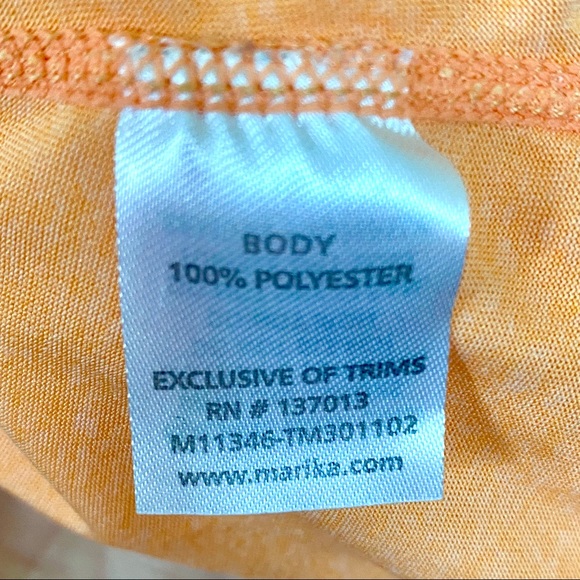 BODY
100% POLYESTER
EXCLUSIVE OF TRIMS
RN # 137013
M11346-TM301102
www.marika.com